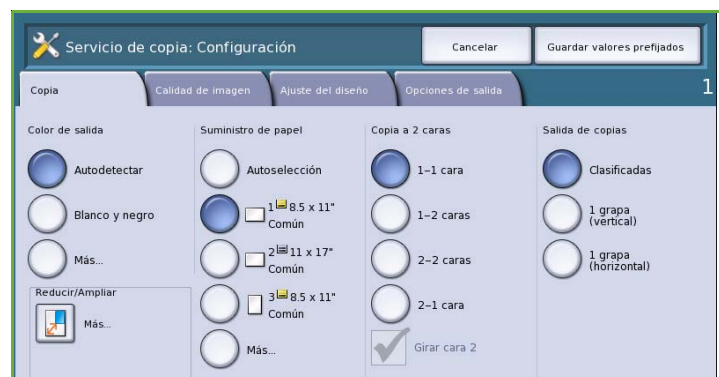 Servicio de copia: Configuración
Cancelar
Guardar valores prefijados
Copia
Calidad de imagen
Ajuste del diseño
Opciones de salida
1
Color de salida
Autodetectar
Blanco y negro
Más...
Reducir/Ampliar
Más...
Suministro de papel
Autoselección
1 8.5 x 11"
Común
2 11 x 17"
Común
3 8.5 x 11"
Común
Más...
Copia a 2 caras
1-1 cara
1-2 caras
2-2 caras
2-1 cara
Girar cara 2
Salida de copias
Clasificadas
1 grapa
(vertical)
1 grapa
(horizontal)